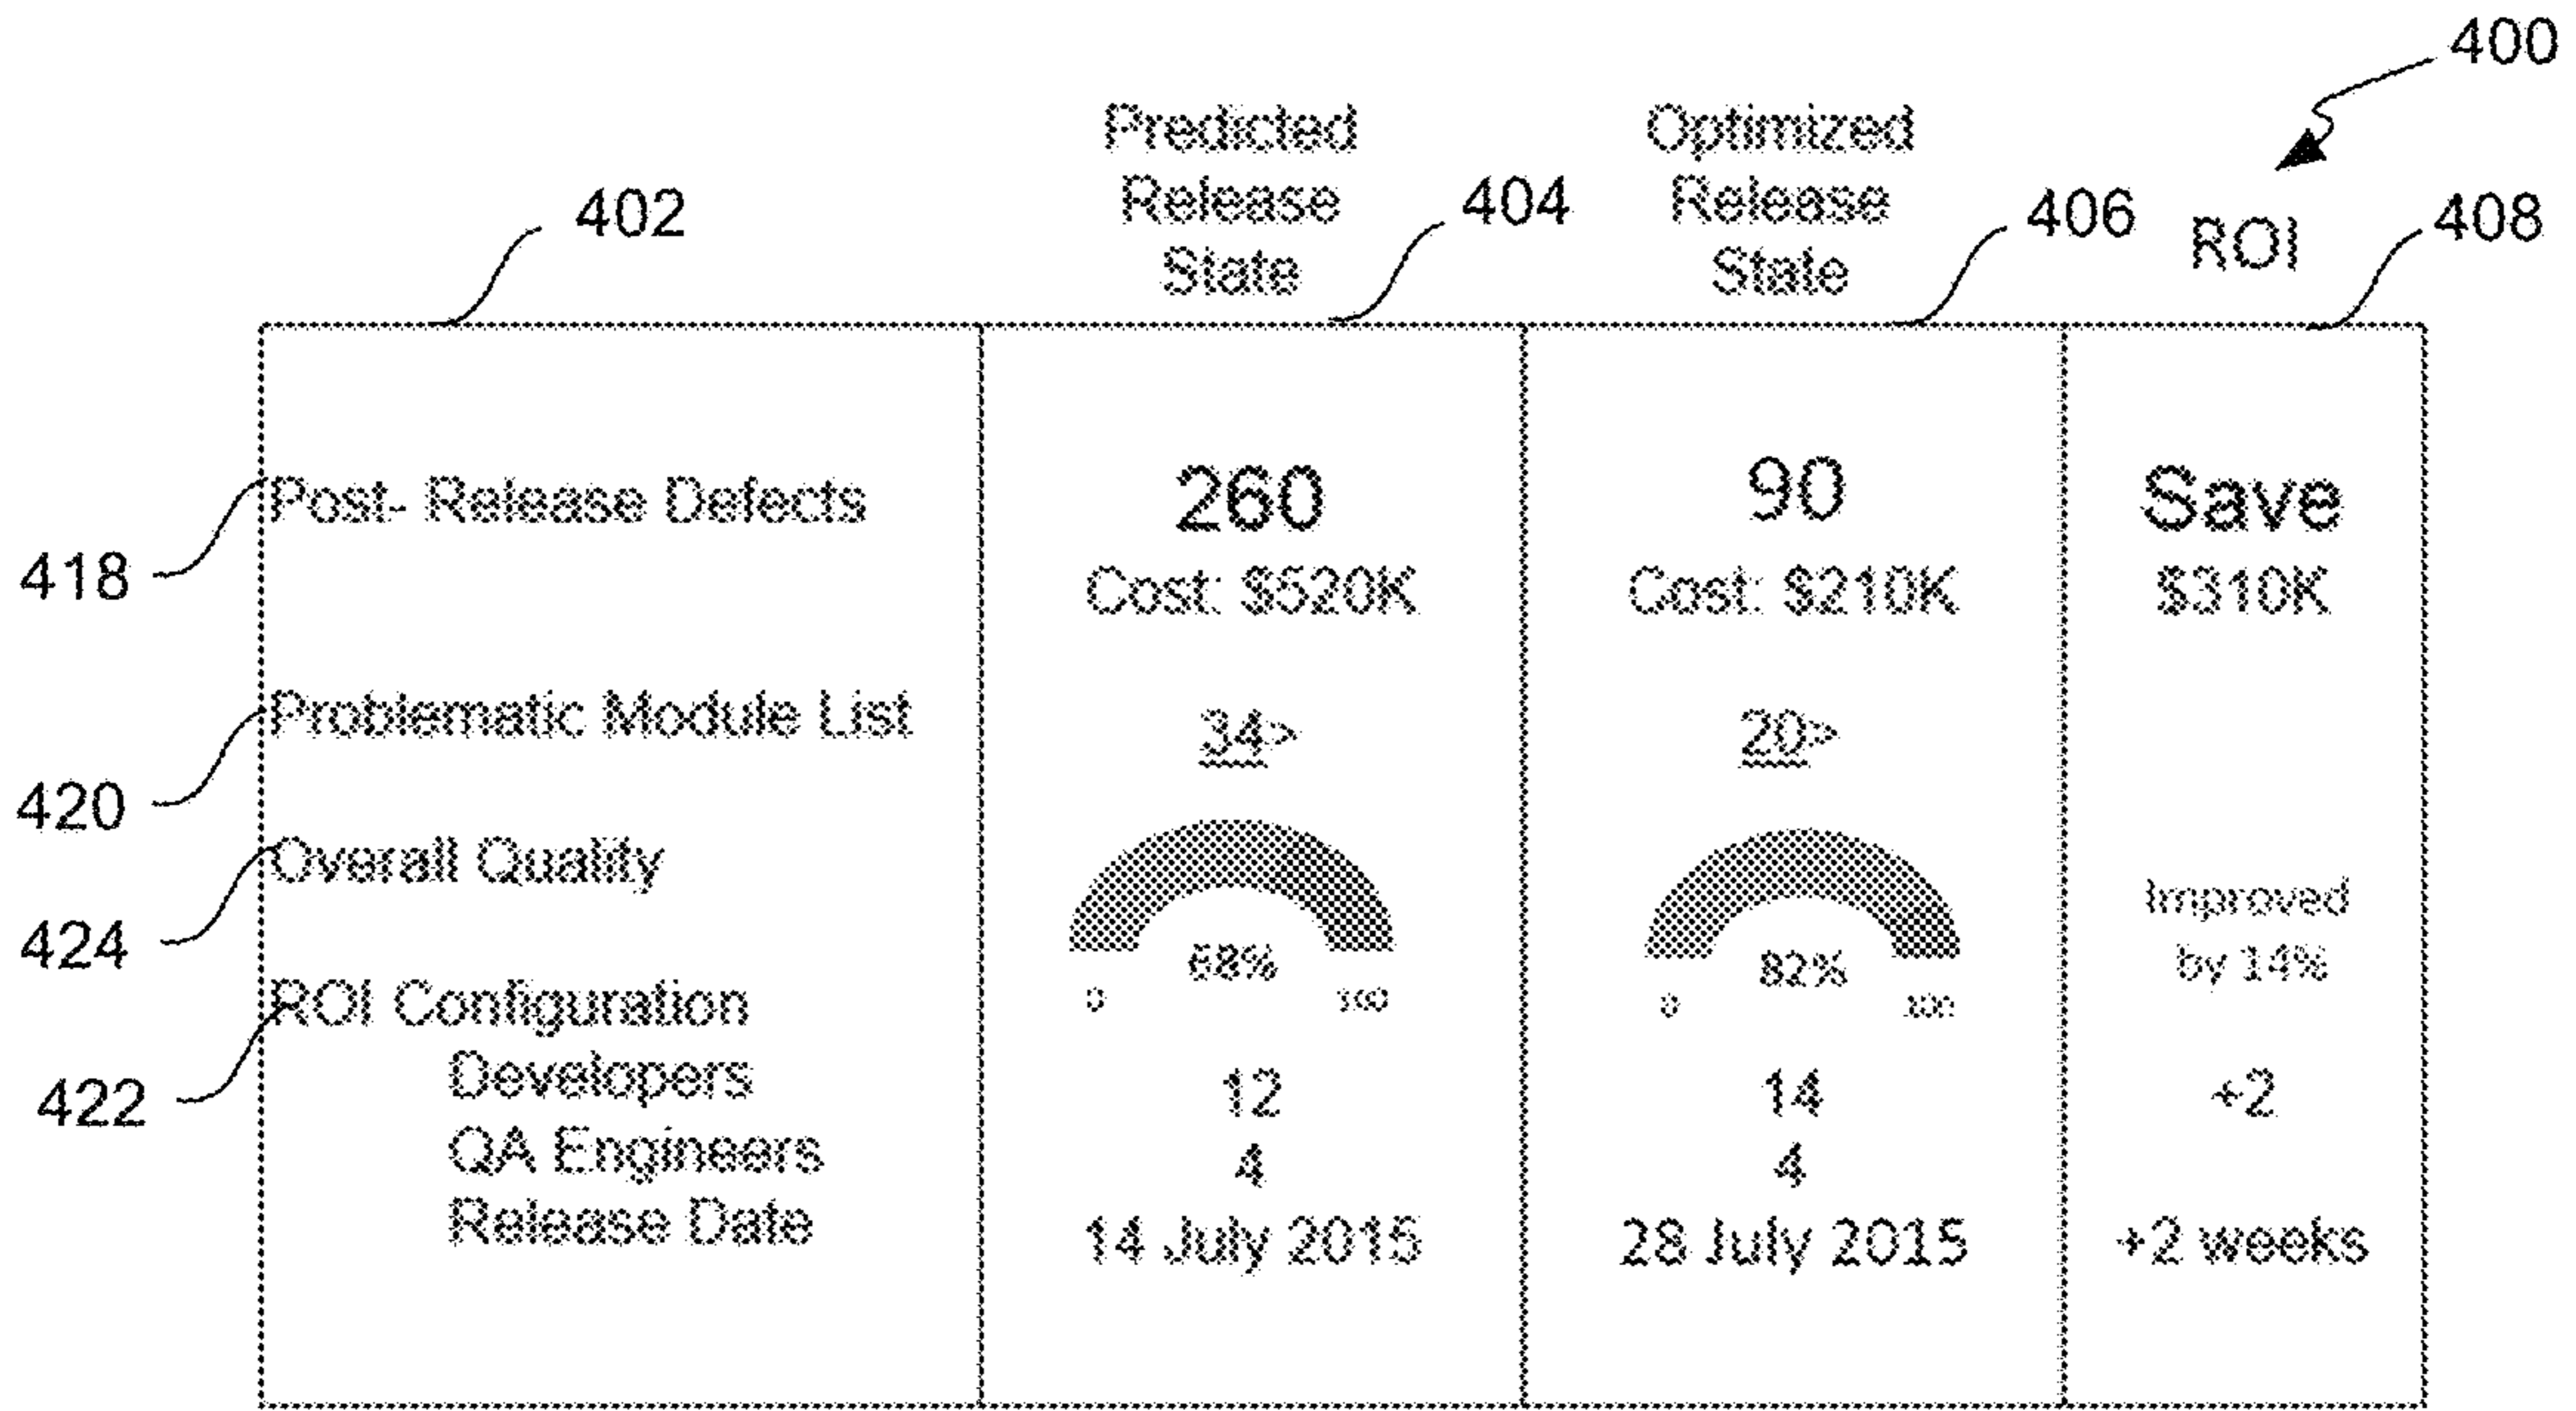 400
Predicted
Release
State
Optimized
Release
State
ROI
402
404
406
408
418
Post- Release Defects
260
Cost: $520K
90
Cost: $210K
Save
$310K
420
Problematic Module List
34>
20>
424
Overall Quality
68%
0
100
82%
0
100
Improved
by 14%
422
ROI Configuration
Developers
12
14
+2
QA Engineers
4
4
Release Date
14 July 2015
28 July 2015
+2 weeks